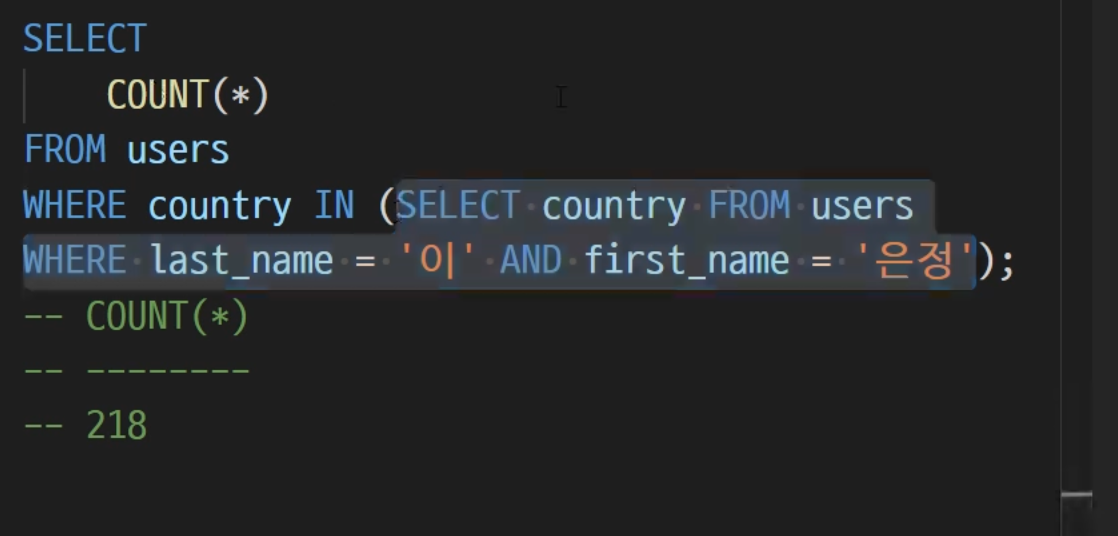 SELECT
    COUNT(*)
FROM users
WHERE country IN (SELECT country FROM users
WHERE last_name = '이' AND first_name = '은정');
-- COUNT(*)
-- --------
-- 218